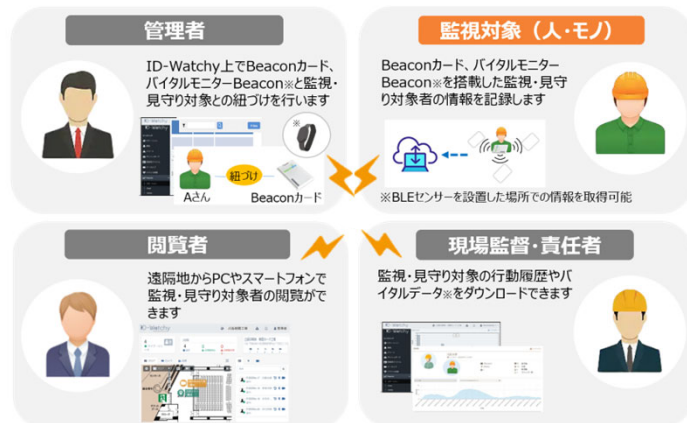 管理者
ID-Watchy上でBeaconカード、
バイタルモニターBeacon※と監視・
見守り対象との紐づけを行います
※
Aさん
紐づけ
Beaconカード
監視対象（人・モノ）
Beaconカード、バイタルモニター
Beacon※を搭載した監視・見守
り対象者の情報を記録します
※BLEセンサーを設置した場所での情報を取得可能
閲覧者
遠隔地からPCやスマートフォンで
監視・見守り対象者の閲覧がで
きます
ID-Watchy
現場監督・責任者
監視・見守り対象の行動履歴やバ
イタルデータ※をダウンロードできます